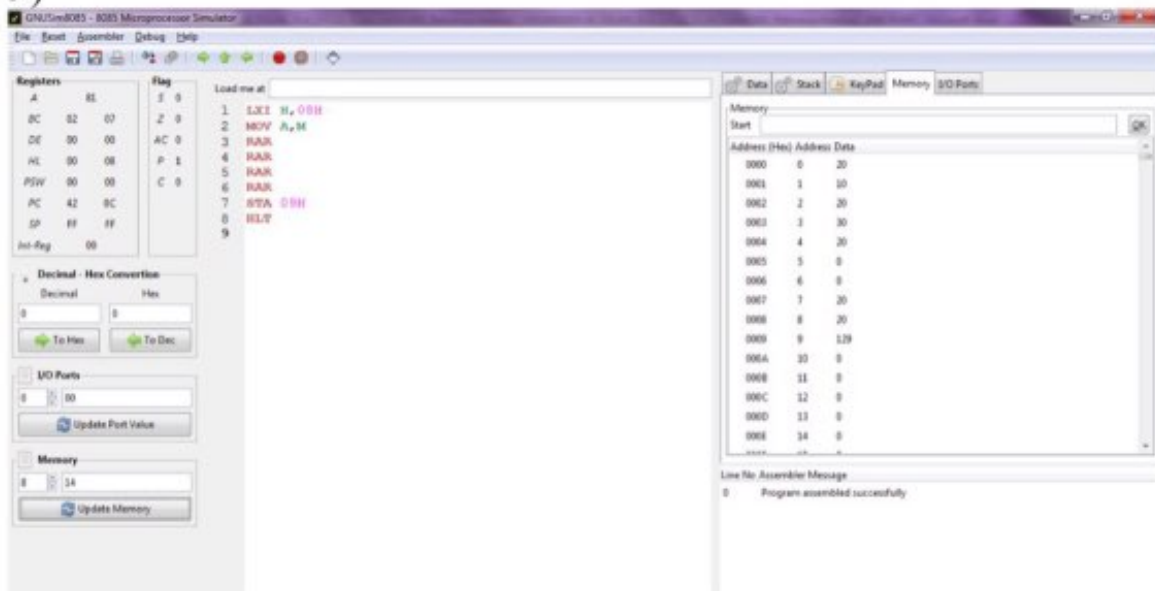 GNUSim8085 - 8085 Microprocessor Simulator
File Reset Assembler Debug Help
Registers
A 81
BC 02 07
DE 00 00
HL 00 08
PSW 00 00
PC 42 0C
SP FF FF
Int-Reg 00
Flag
S 0
Z 0
AC 0
P 1
C 0
Decimal - Hex Convertion
Decimal Hex
0 0
To Hex To Dec
I/O Ports
0 00
Update Port Value
Memory
8 14
Update Memory
Load me at
1 LXI H,08H
2 MOV A,M
3 RAR
4 RAR
5 RAR
6 RAR
7 STA 09H
8 HLT
9
Data Stack KeyPad Memory I/O Ports
Memory
Start OK
Address (Hex) Address Data
0000 0 20
0001 1 10
0002 2 20
0003 3 30
0004 4 20
0005 5 0
0006 6 0
0007 7 20
0008 8 20
0009 9 129
000A 10 0
000B 11 0
000C 12 0
000D 13 0
000E 14 0
Line No Assembler Message
0 Program assembled successfully